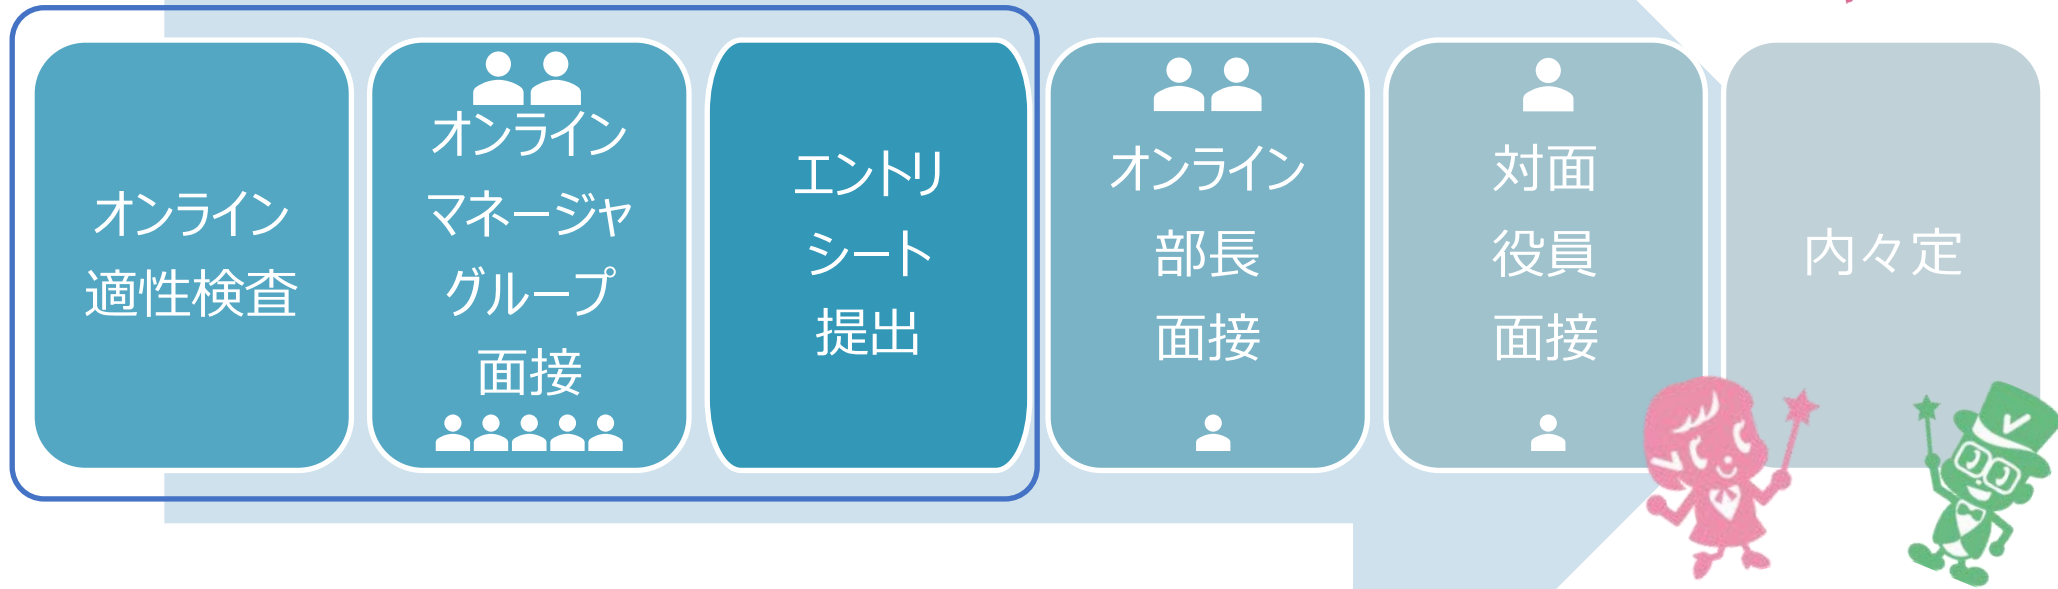 オンライン
適性検査
オンライン
マネージャ
グループ
面接
エントリ
シート
提出
オンライン
部長
面接
対面
役員
面接
内々定